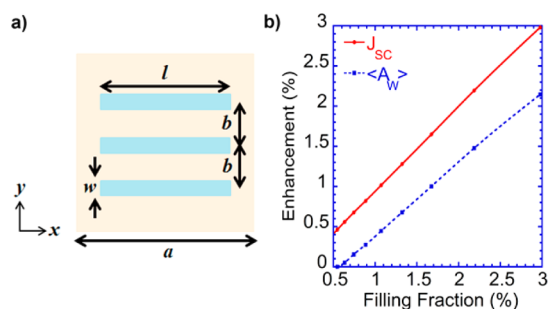 a)
l
b
b
w
y
x
a
b)
J_SC
<A_W>
Enhancement (%)
3
2.5
2
1.5
1
0.5
0
0.5 1 1.5 2 2.5 3
Filling Fraction (%)